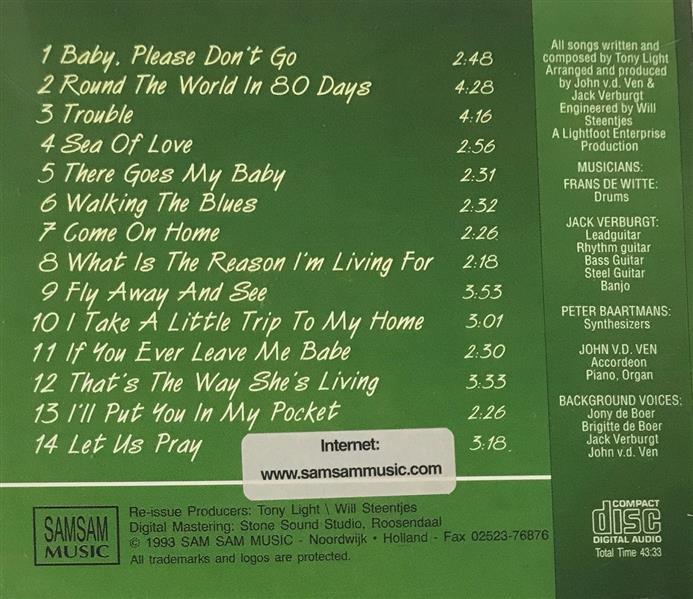 1 Baby, Please Don't Go 2:48
2 Round The World In 80 Days 4:28
3 Trouble 4:16
4 Sea Of Love 2:56
5 There Goes My Baby 2:31
6 Walking The Blues 2:32
7 Come On Home 2:26
8 What Is The Reason I'm Living For 2:18
9 Fly Away And See 3:53
10 I Take A Little Trip To My Home 3:01
11 If You Ever Leave Me Babe 2:30
12 That's The Way She's Living 3:33
13 I'll Put You In My Pocket 2:26
14 Let Us Pray 3:18
Internet:
www.samsammusic.com
All songs written and
composed by Tony Light
Arranged and produced
by John v.d. Ven &
Jack Verburgt
Engineered by Will
Steentjes
A Lightfoot Enterprise
Production
MUSICIANS:
FRANS DE WITTE:
Drums
JACK VERBURGT:
Leadguitar
Rhythm guitar
Bass Guitar
Steel Guitar
Banjo
PETER BAARTMANS:
Synthesizers
JOHN V.D. VEN
Accordeon
Piano, Organ
BACKGROUND VOICES:
Jony de Boer
Brigitte de Boer
Jack Verburgt
John v.d. Ven
SAMSAM
MUSIC
Re-issue Producers: Tony Light \ Will Steentjes
Digital Mastering: Stone Sound Studio, Roosendaal
© 1993 SAM SAM MUSIC - Noordwijk • Holland - Fax 02523-76876
All trademarks and logos are protected.
COMPACT
disc
DIGITAL AUDIO
Total Time 43:33